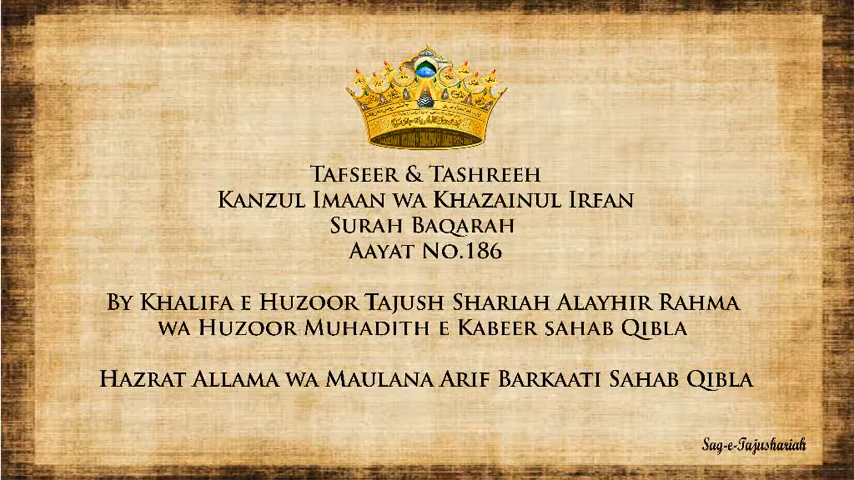 Tafseer & Tashreeh
Kanzul Imaan wa Khazainul Irfan
Surah Baqarah
Aayat No.186
By Khalifa e Huzoor Tajush Shariah Alayhir Rahma
wa Huzoor Muhadith e Kabeer sahab Qibla
Hazrat Allama wa Maulana Arif Barkaati Sahab Qibla
Sag-e-Tajushariah